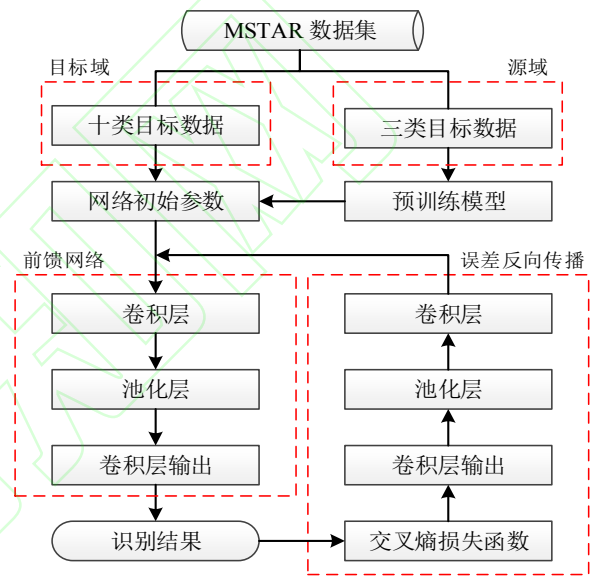 MSTAR 数据集
目标域
源域
十类目标数据
三类目标数据
网络初始参数
预训练模型
前馈网络
误差反向传播
卷积层
卷积层
池化层
池化层
卷积层输出
卷积层输出
识别结果
交叉熵损失函数